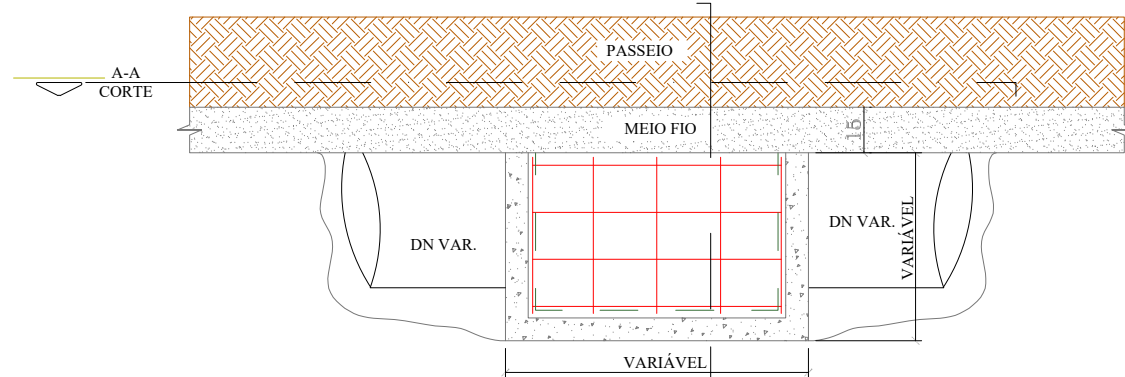 PASSEIO
A-A
CORTE
MEIO FIO
15
DN VAR.
DN VAR.
VARIÁVEL
VARIÁVEL